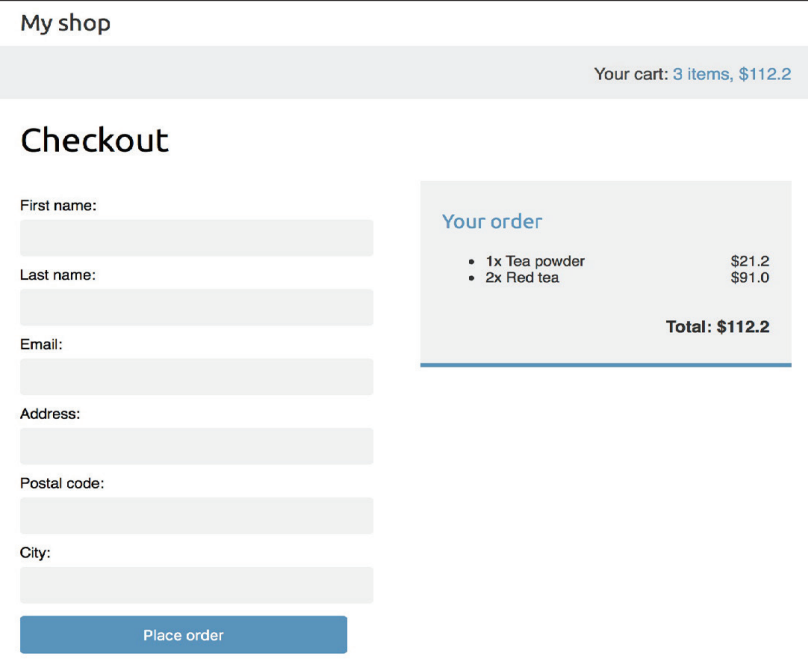 My shop
Your cart: 3 items, $112.2
Checkout
First name:
Last name:
Email:
Address:
Postal code:
City:
Place order
Your order
• 1x Tea powder $21.2
• 2x Red tea $91.0
Total: $112.2